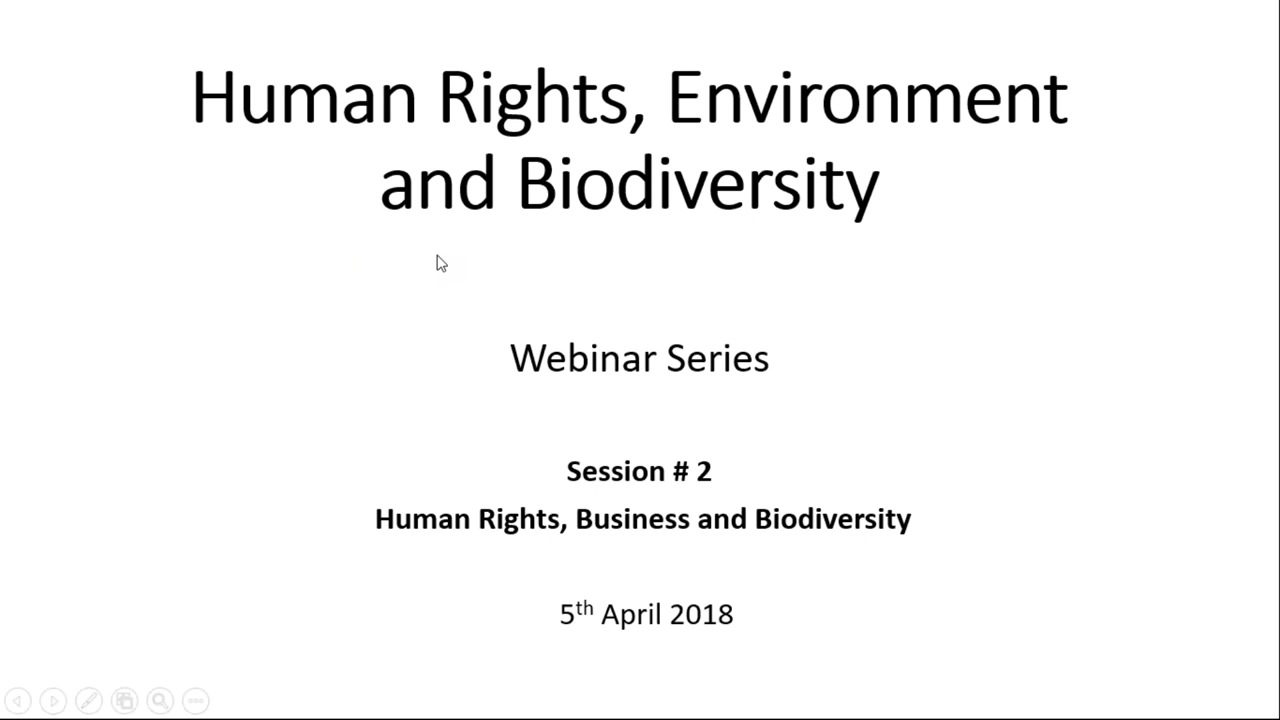 Human Rights, Environment
and Biodiversity
Webinar Series
Session # 2
Human Rights, Business and Biodiversity
5th April 2018